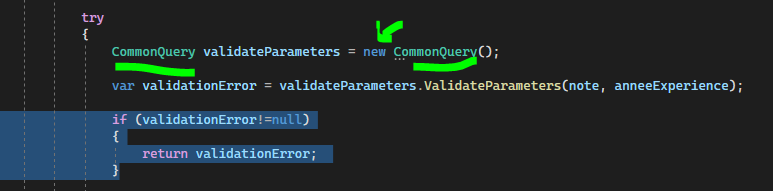 try
{
CommonQuery validateParameters = new CommonQuery();
var validationError = validateParameters.ValidateParameters(note, anneeExperience);
if (validationError!=null)
{
return validationError;
}